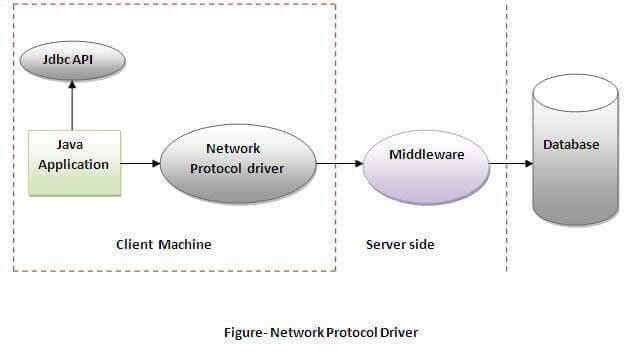 Jdbc API
Java
Application
Network
Protocol driver
Middleware
Database
Client Machine
Server side
Figure- Network Protocol Driver